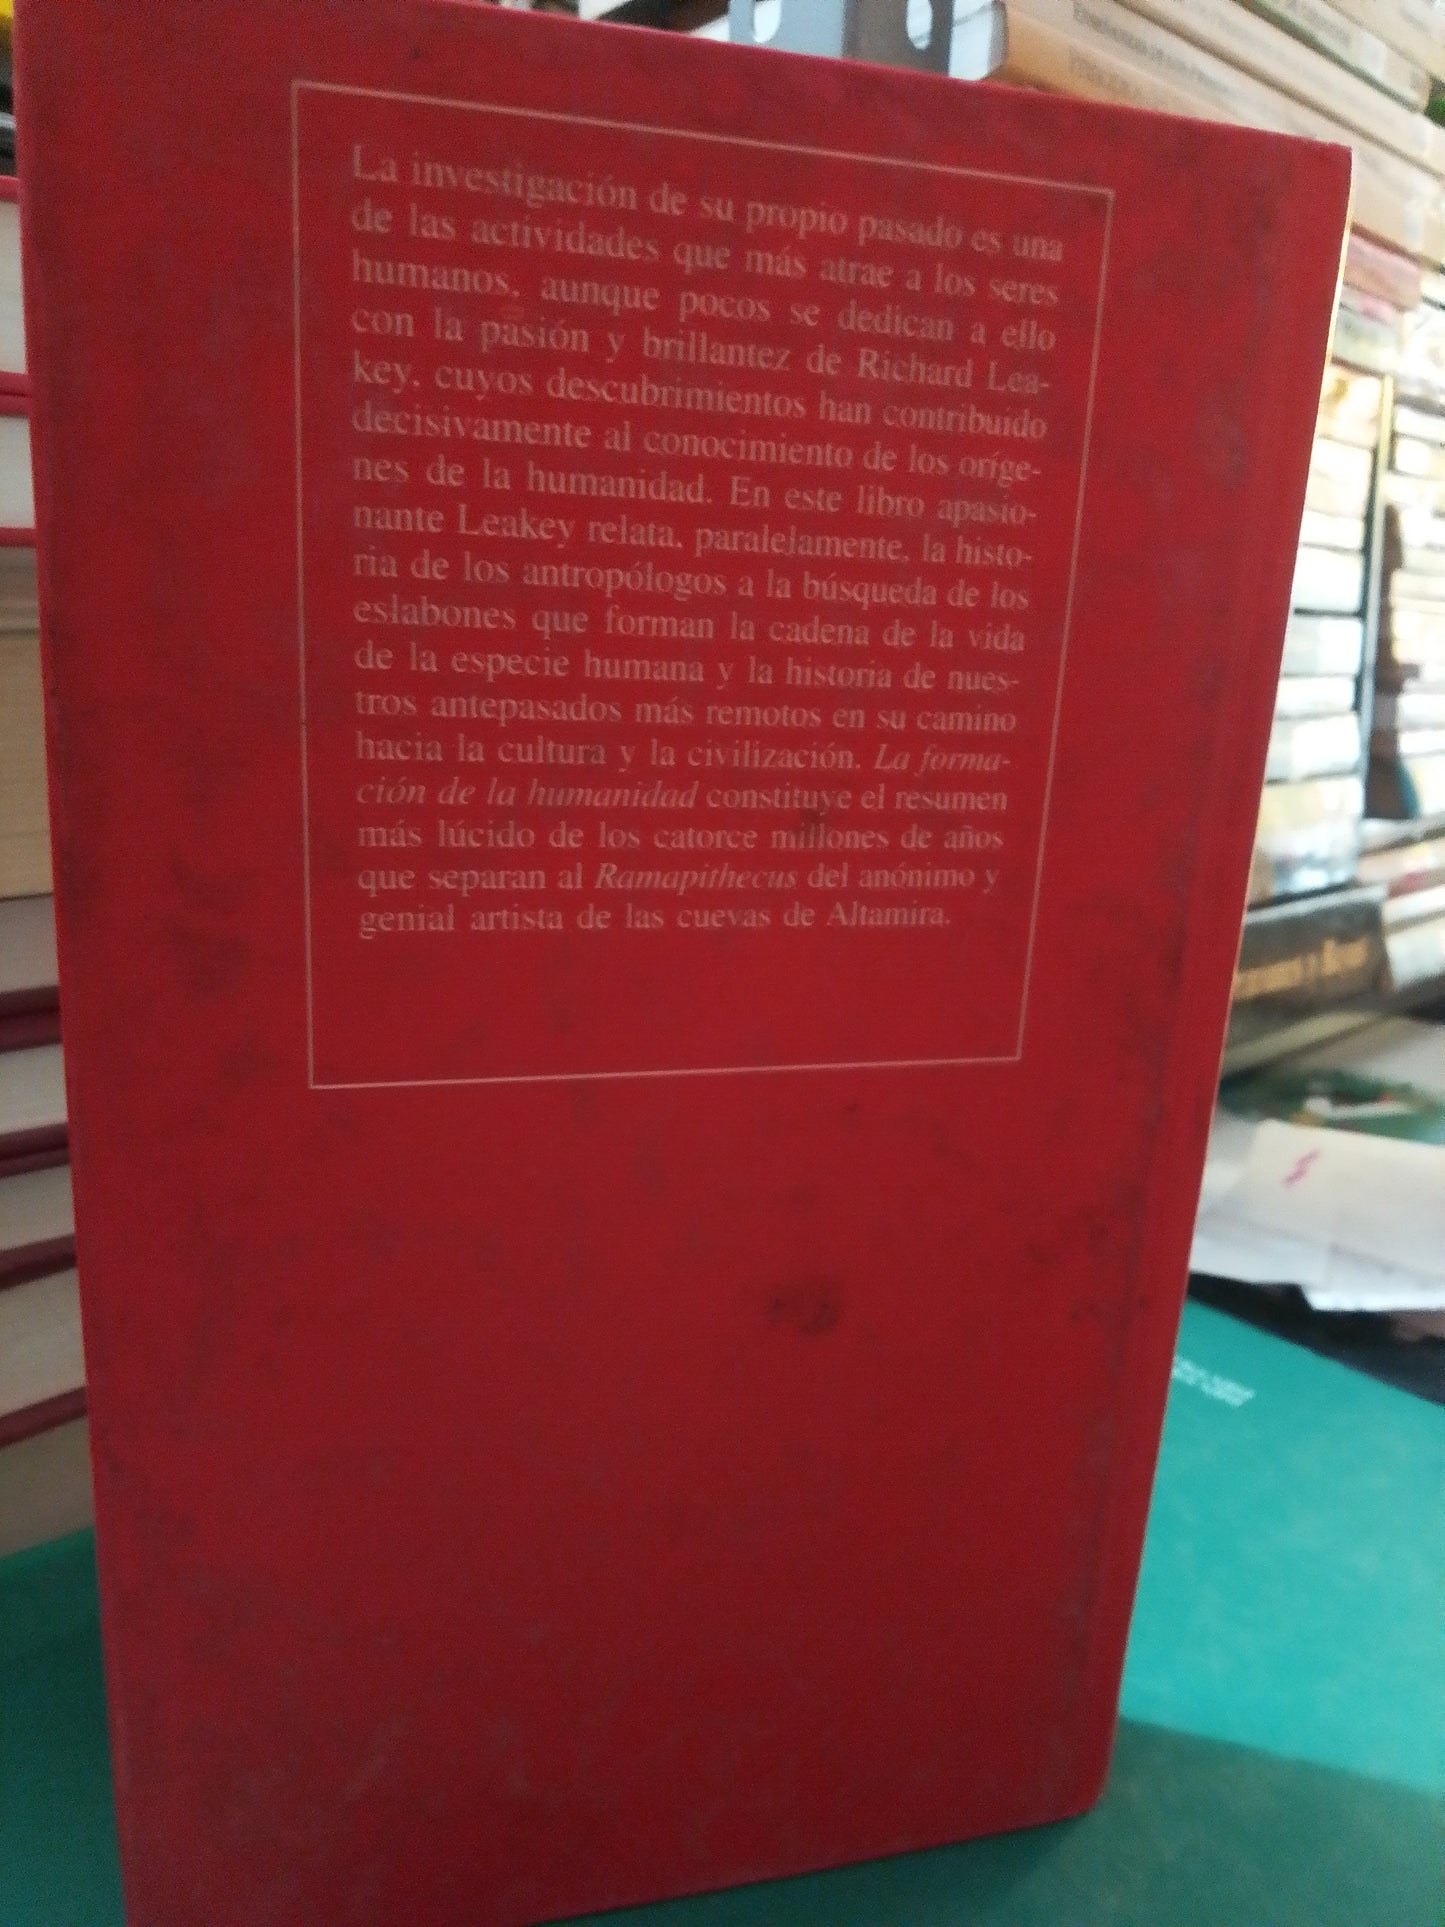 La investigación de su propio pasado es una
de las actividades que más atrae a los seres
humanos, aunque pocos se dedican a ello
con la pasión y brillantez de Richard Lea-
key, cuyos descubrimientos han contribuido
decisivamente al conocimiento de los oríge-
nes de la humanidad. En este libro apasio-
nante Leakey relata, paralelamente, la histo-
ria de los antropólogos a la búsqueda de los
eslabones que forman la cadena de la vida
de la especie humana y la historia de nues-
tros antepasados más remotos en su camino
hacia la cultura y la civilización. La forma-
ción de la humanidad constituye el resumen
más lúcido de los catorce millones de años
que separan al Ramapithecus del anónimo y
genial artista de las cuevas de Altamira.